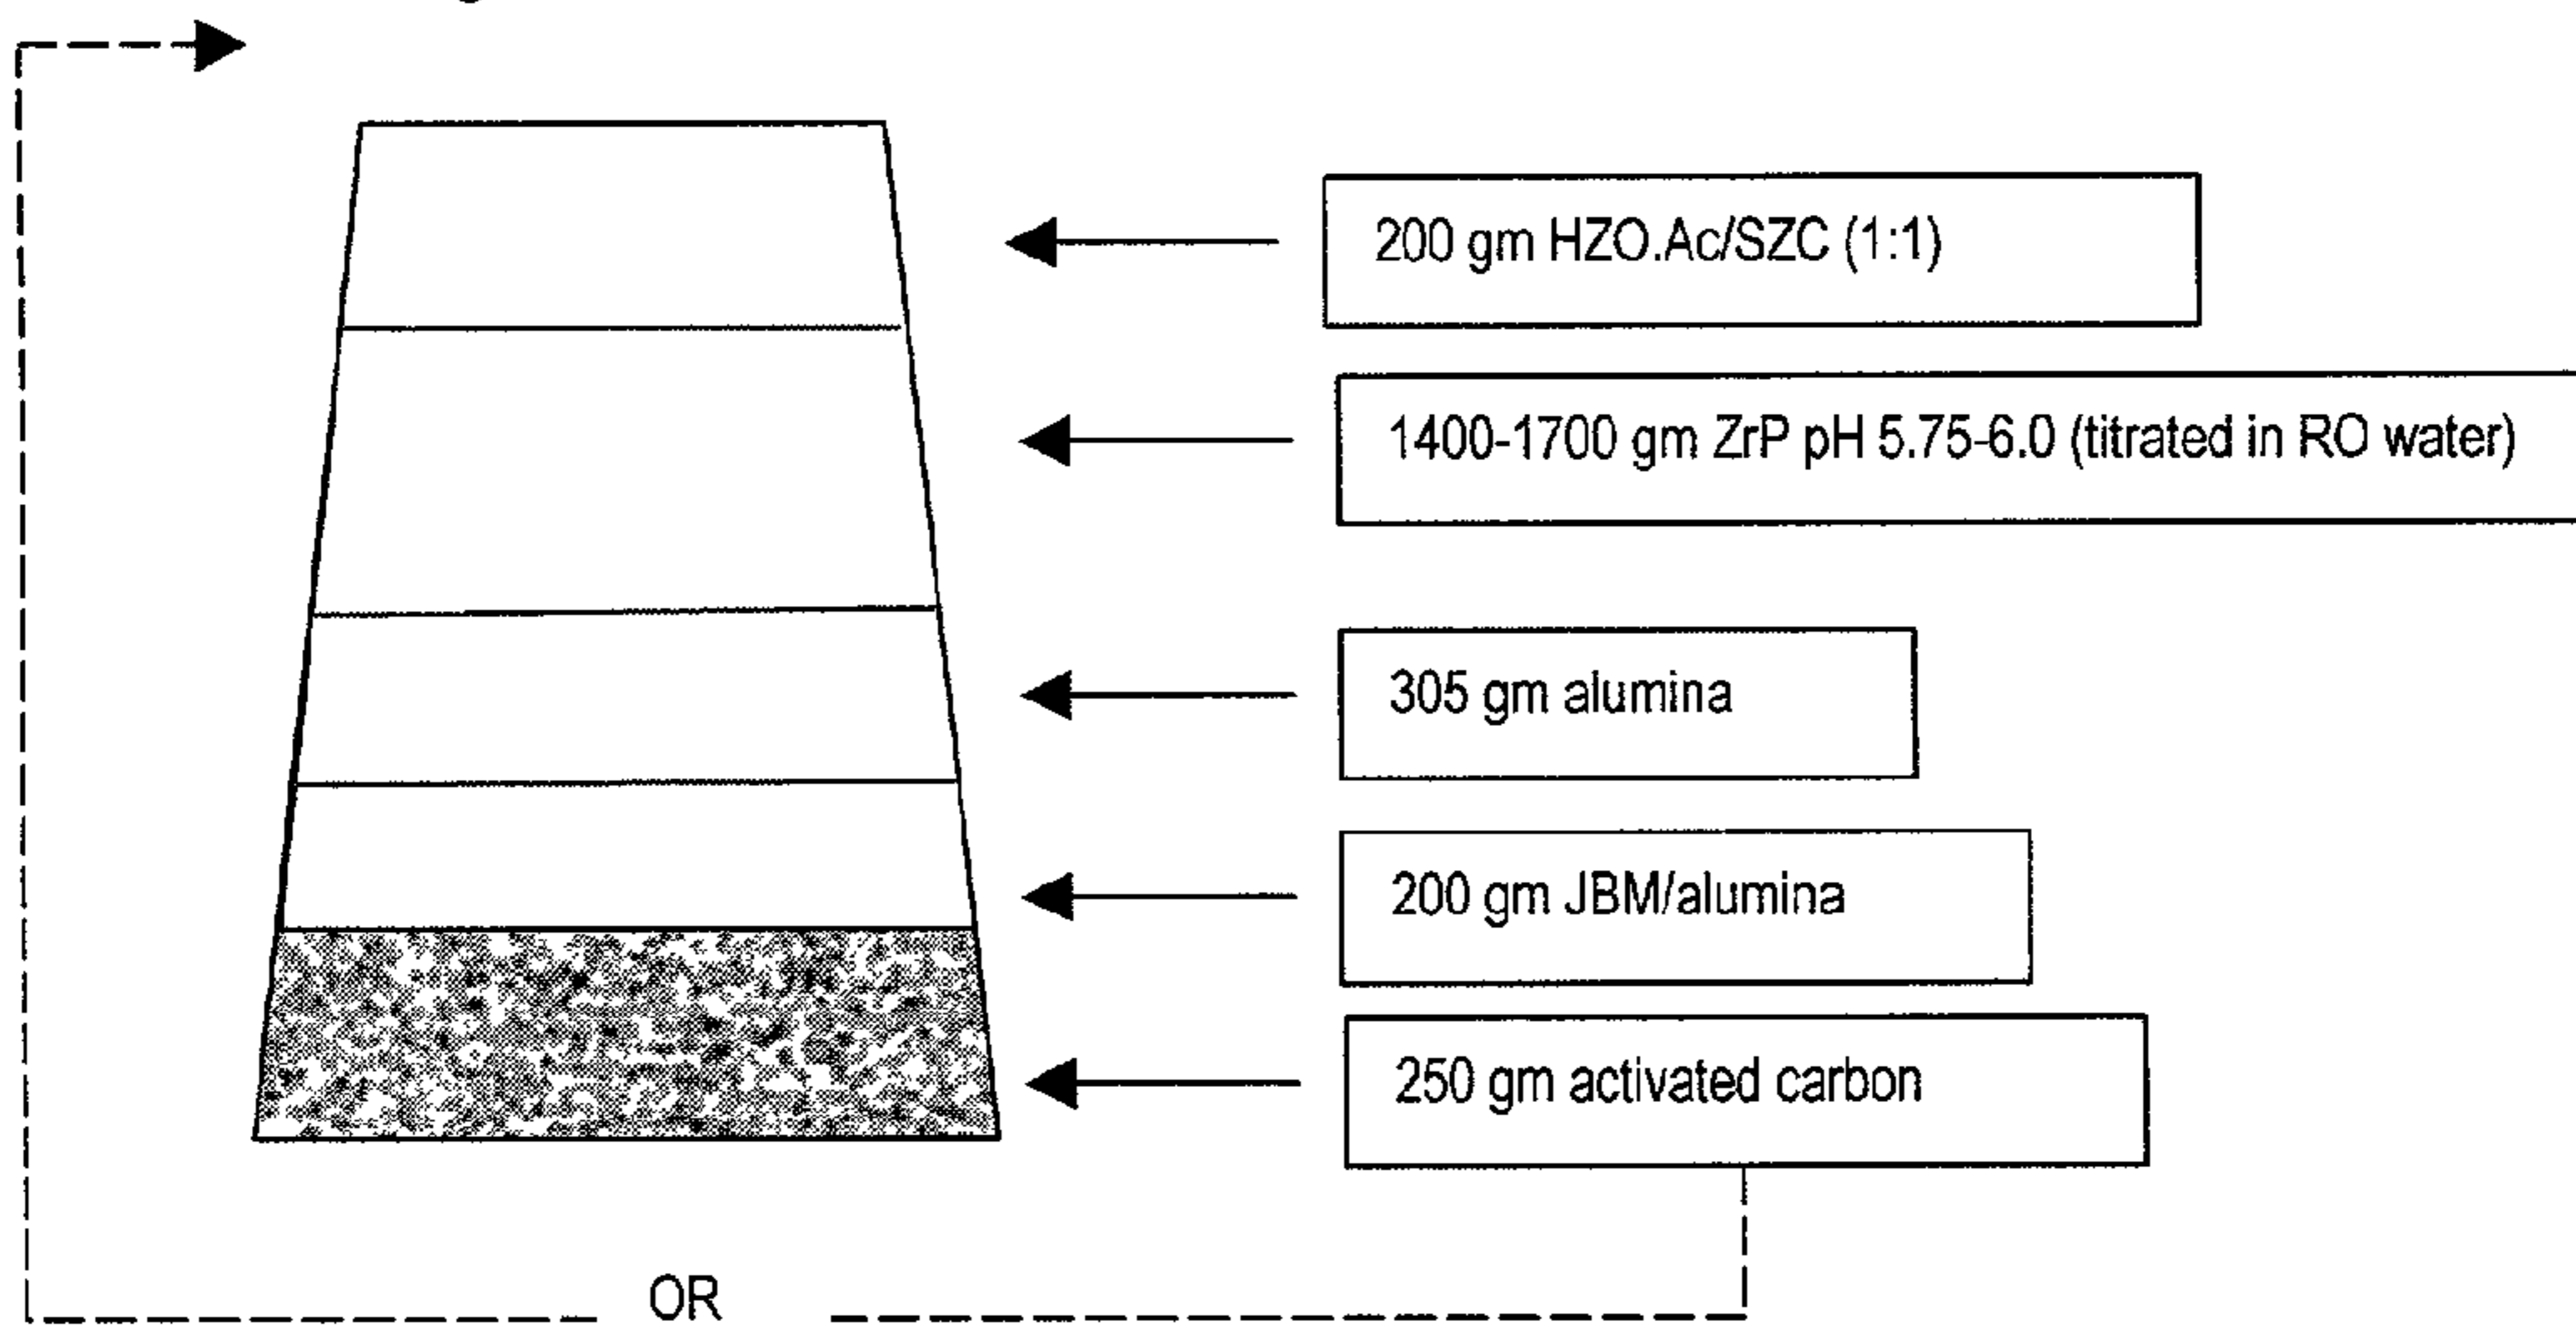 200 gm HZO.Ac/SZC (1:1)
1400-1700 gm ZrP pH 5.75-6.0 (titrated in RO water)
305 gm alumina
200 gm JBM/alumina
250 gm activated carbon
OR